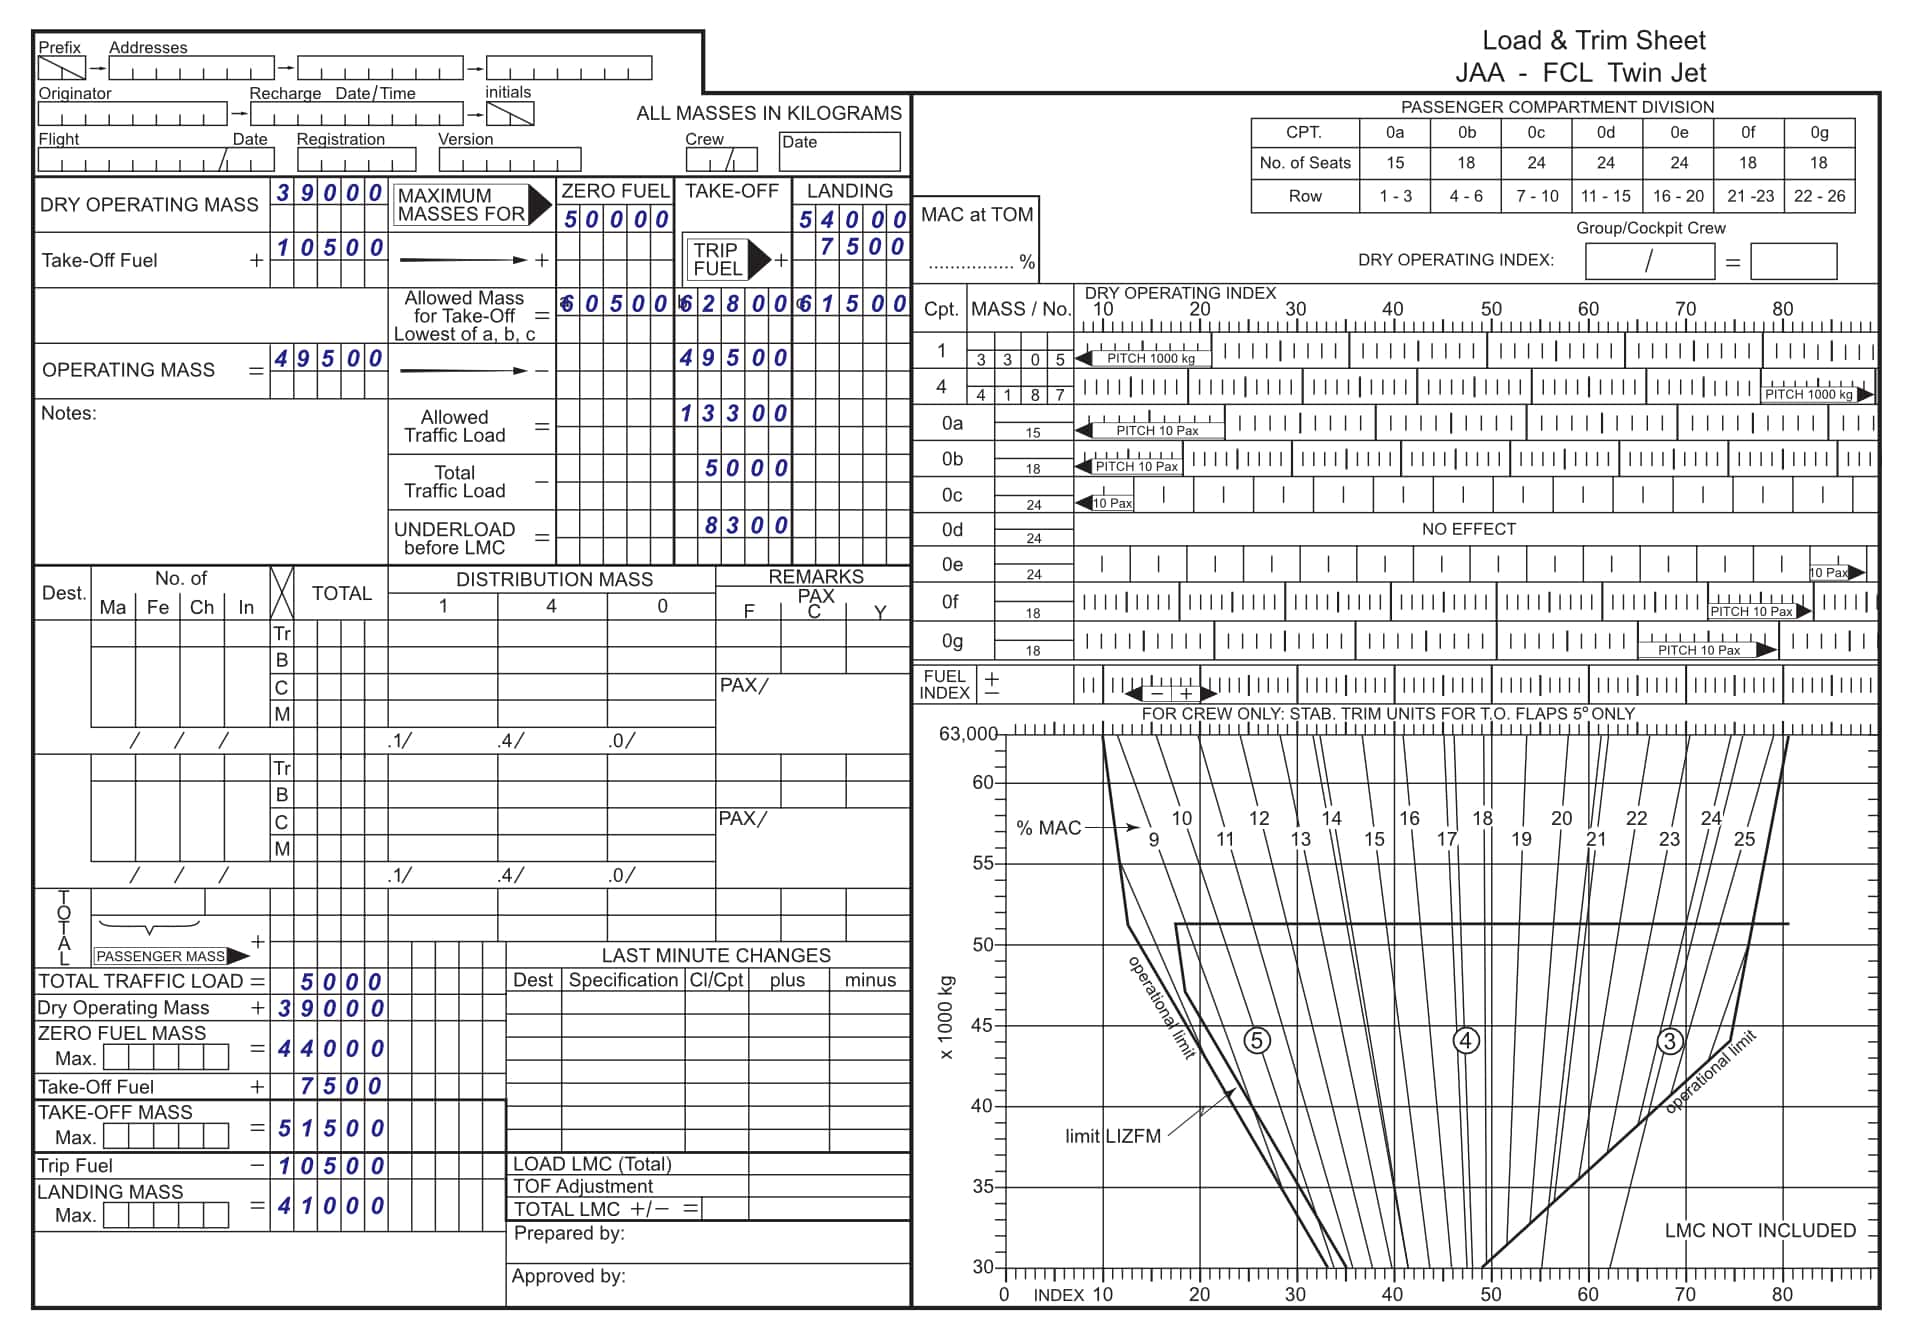 Load & Trim Sheet
JAA - FCL Twin Jet
Prefix Addresses
Originator Recharge Date/Time initials
ALL MASSES IN KILOGRAMS
Flight Date Registration Version Crew Date
DRY OPERATING MASS 39000 MAXIMUM MASSES FOR ZERO FUEL TAKE-OFF LANDING
50000 54000
Take-Off Fuel + 10500 + TRIP FUEL + 7500
Allowed Mass for Take-Off Lowest of a, b, c = a 60500 b 62800 c 61500
OPERATING MASS = 49500 - 49500
Notes:
Allowed Traffic Load = 13300
Total Traffic Load - 5000
UNDERLOAD before LMC = 8300
Dest. No. of TOTAL DISTRIBUTION MASS REMARKS
Ma Fe Ch In 1 4 0 PAX
F C Y
Tr
B
C PAX/
M
/ / / .1/ .4/ .0/
Tr
B
C PAX/
M
/ / / .1/ .4/ .0/
TOTAL
PASSENGER MASS +
LAST MINUTE CHANGES
Dest Specification Cl/Cpt plus minus
TOTAL TRAFFIC LOAD = 5000
Dry Operating Mass + 39000
ZERO FUEL MASS
Max. = 44000
Take-Off Fuel + 7500
TAKE-OFF MASS
Max. = 51500
Trip Fuel - 10500
LANDING MASS
Max. = 41000
LOAD LMC (Total)
TOF Adjustment
TOTAL LMC +/− =
Prepared by:
Approved by:
PASSENGER COMPARTMENT DIVISION
CPT. 0a 0b 0c 0d 0e 0f 0g
No. of Seats 15 18 24 24 24 18 18
Row 1 - 3 4 - 6 7 - 10 11 - 15 16 - 20 21 -23 22 - 26
MAC at TOM
................ %
Group/Cockpit Crew
DRY OPERATING INDEX: / =
Cpt. MASS / No. DRY OPERATING INDEX
10 20 30 40 50 60 70 80
1 3305 PITCH 1000 kg
4 4187 PITCH 1000 kg
0a 15 PITCH 10 Pax
0b 18 PITCH 10 Pax
0c 24 10 Pax
0d 24 NO EFFECT
0e 24 10 Pax
0f 18 PITCH 10 Pax
0g 18 PITCH 10 Pax
FUEL INDEX + − − +
FOR CREW ONLY: STAB. TRIM UNITS FOR T.O. FLAPS 5° ONLY
63,000
60
% MAC
10 12 14 16 18 20 22 24
9 11 13 15 17 19 21 23 25
55
50
operational limit
x 1000 kg
45
5 4 3
operational limit
40
limit LIZFM
35
LMC NOT INCLUDED
30
0 INDEX 10 20 30 40 50 60 70 80